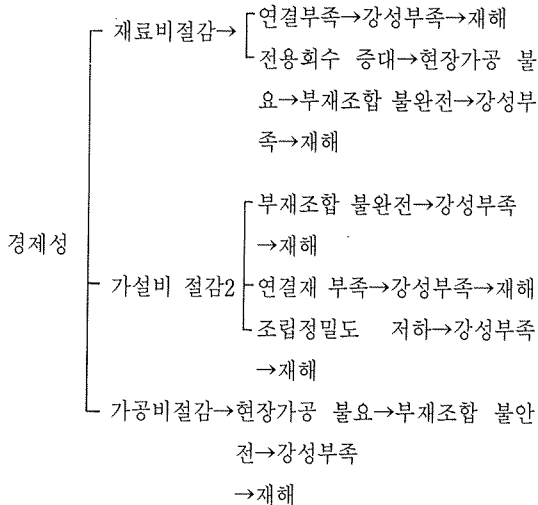 재료비절감→
연결부족→강성부족→재해
전용회수 증대→현장가공 불
요→부재조합 불완전→강성부
족→재해
경제성
가설비 절감2
부재조합 불완전→강성부족
→재해
연결재 부족→강성부족→재해
조립정밀도 저하→강성부족
→재해
가공비절감→현장가공 불요→부재조합 불안
전→강성부족
→재해